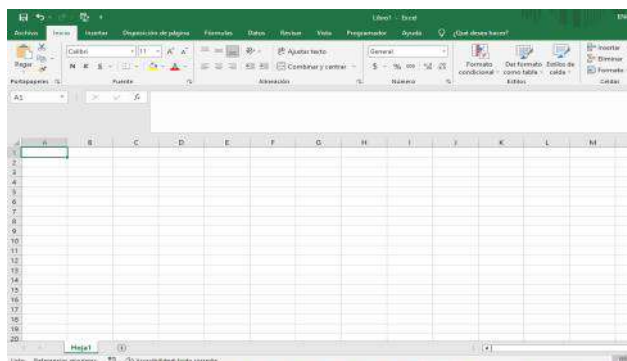 Libro1 - Excel
Archivo Inicio Insertar Disposición de página Fórmulas Datos Revisar Vista Programador Ayuda ¿Qué desea hacer?
Calibri 11 A A Ajustar texto General Insertar
Pegar N K S A Combinar y centrar $ % 000 Formato condicional Dar formato como tabla Estilos de celda Eliminar
Formato
Portapapeles Fuente Alineación Número Estilos Celdas
A1 fx
A B C D E F G H I J K L M
1
2
3
4
5
6
7
8
9
10
11
12
13
14
15
16
17
18
19
20
Hoja1
Listo